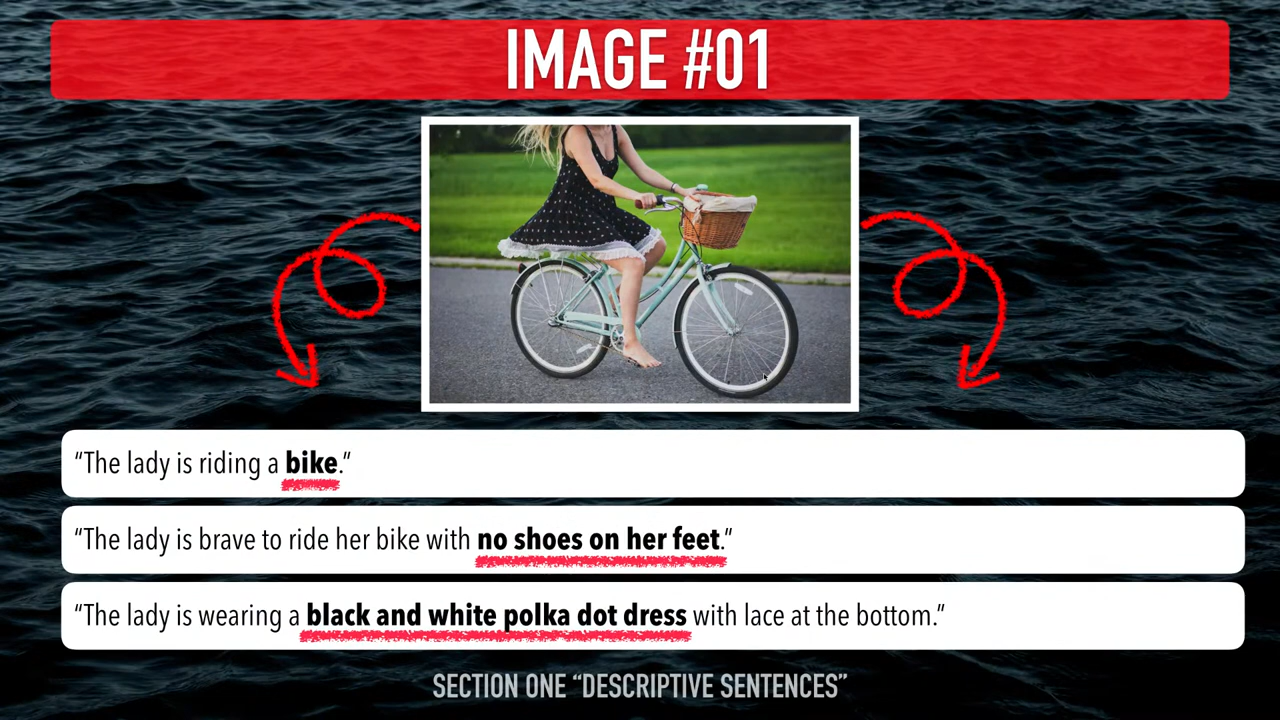 IMAGE #01
“The lady is riding a bike.”
“The lady is brave to ride her bike with no shoes on her feet.”
“The lady is wearing a black and white polka dot dress with lace at the bottom.”
SECTION ONE “DESCRIPTIVE SENTENCES”